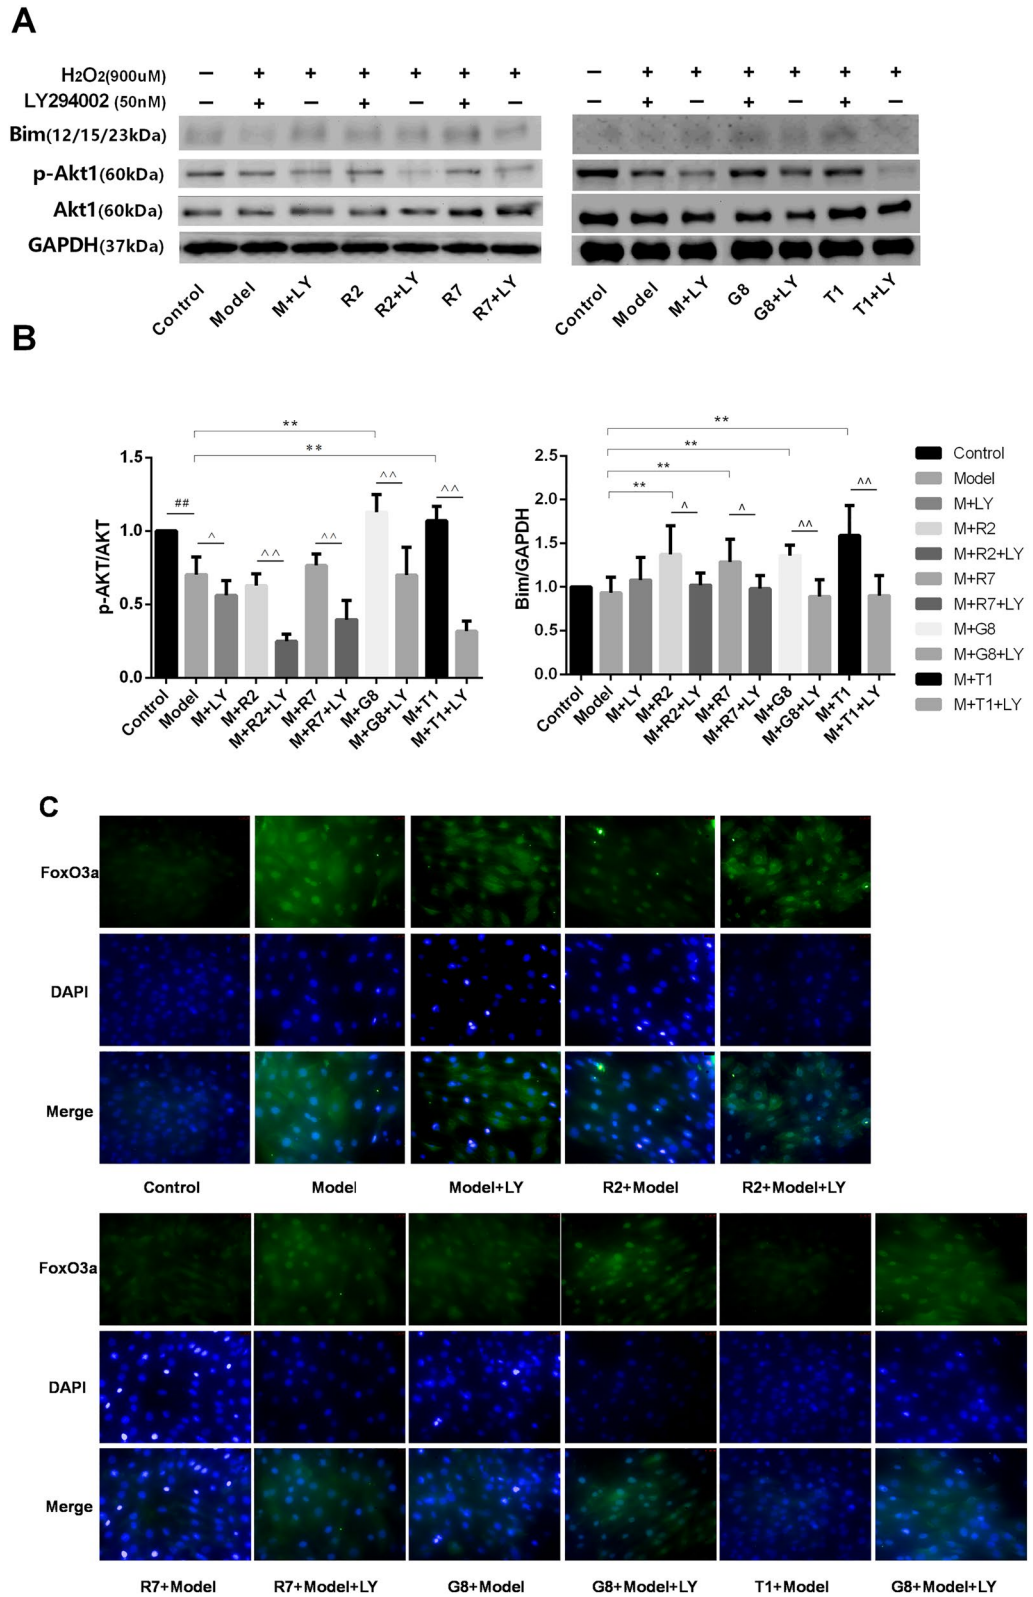 A
H2O2(900uM) – + + + + + + – + + + + + +
LY294002 (50nM) – + – + – + – – + – + – + –
Bim(12/15/23kDa)
p-Akt1(60kDa)
Akt1(60kDa)
GAPDH(37kDa)
Control Model M+LY R2 R2+LY R7 R7+LY Control Model M+LY G8 G8+LY T1 T1+LY
B
p-AKT/AKT
1.5
1.0
0.5
0.0
** 
**
## ^ ^^ ^^ ^^ ^^
Control Model M+LY M+R2 M+R2+LY M+R7 M+R7+LY M+G8 M+G8+LY M+T1 M+T1+LY
Bim/GAPDH
2.5
2.0
1.5
1.0
0.5
0.0
**
**
**
**
^ ^ ^^ ^^
Control Model M+LY M+R2 M+R2+LY M+R7 M+R7+LY M+G8 M+G8+LY M+T1 M+T1+LY
Control
Model
M+LY
M+R2
M+R2+LY
M+R7
M+R7+LY
M+G8
M+G8+LY
M+T1
M+T1+LY
C
FoxO3a
DAPI
Merge
Control Model Model+LY R2+Model R2+Model+LY
FoxO3a
DAPI
Merge
R7+Model R7+Model+LY G8+Model G8+Model+LY T1+Model G8+Model+LY